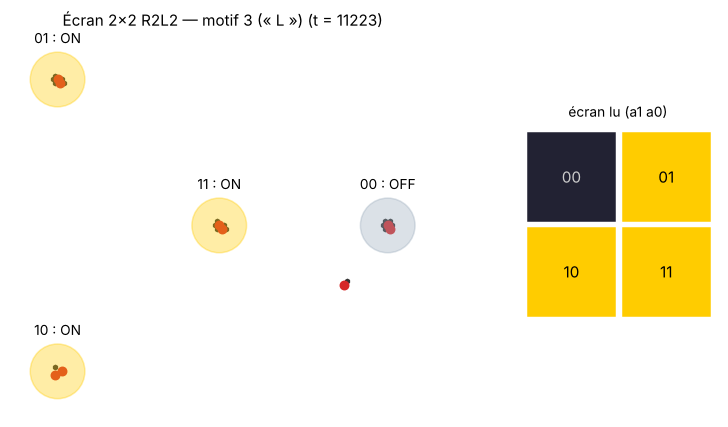 Écran 2×2 R2L2 — motif 3 (« L ») (t = 11223)
01 : ON
écran lu (a1 a0)
00
01
11 : ON
00 : OFF
10
11
10 : ON